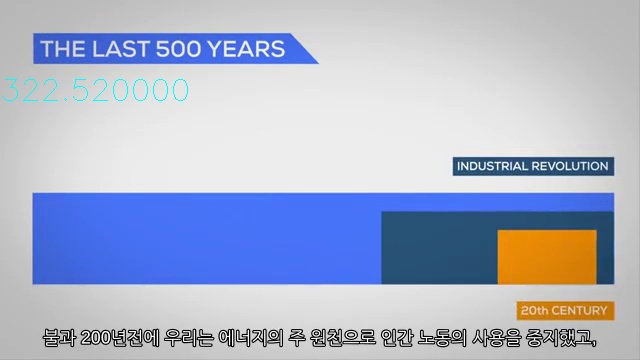 THE LAST 500 YEARS
322.520000
INDUSTRIAL REVOLUTION
20th CENTURY
불과 200년전에 우리는 에너지의 주 원천으로 인간 노동의 사용을 중지했고,